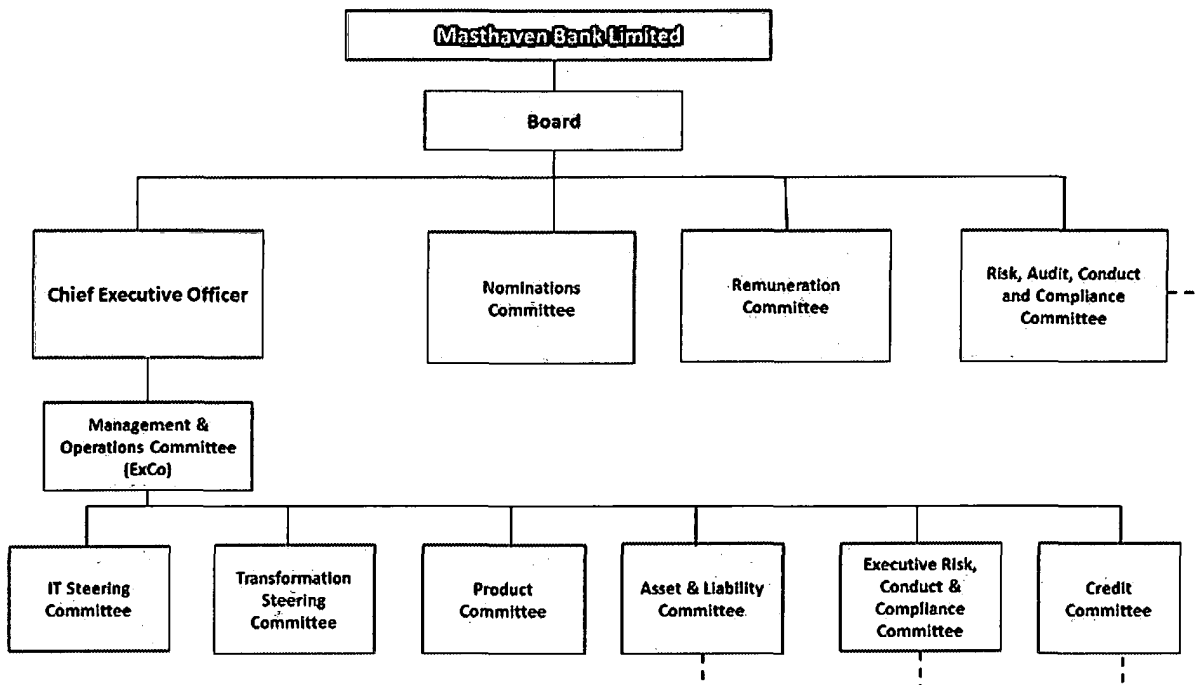 Masthaven Bank Limited
Board
Chief Executive Officer
Nominations
Committee
Remuneration
Committee
Risk, Audit, Conduct
and Compliance
Committee
Management &
Operations Committee
(ExCo)
IT Steering
Committee
Transformation
Steering
Committee
Product
Committee
Asset & Liability
Committee
Executive Risk,
Conduct &
Compliance
Committee
Credit
Committee